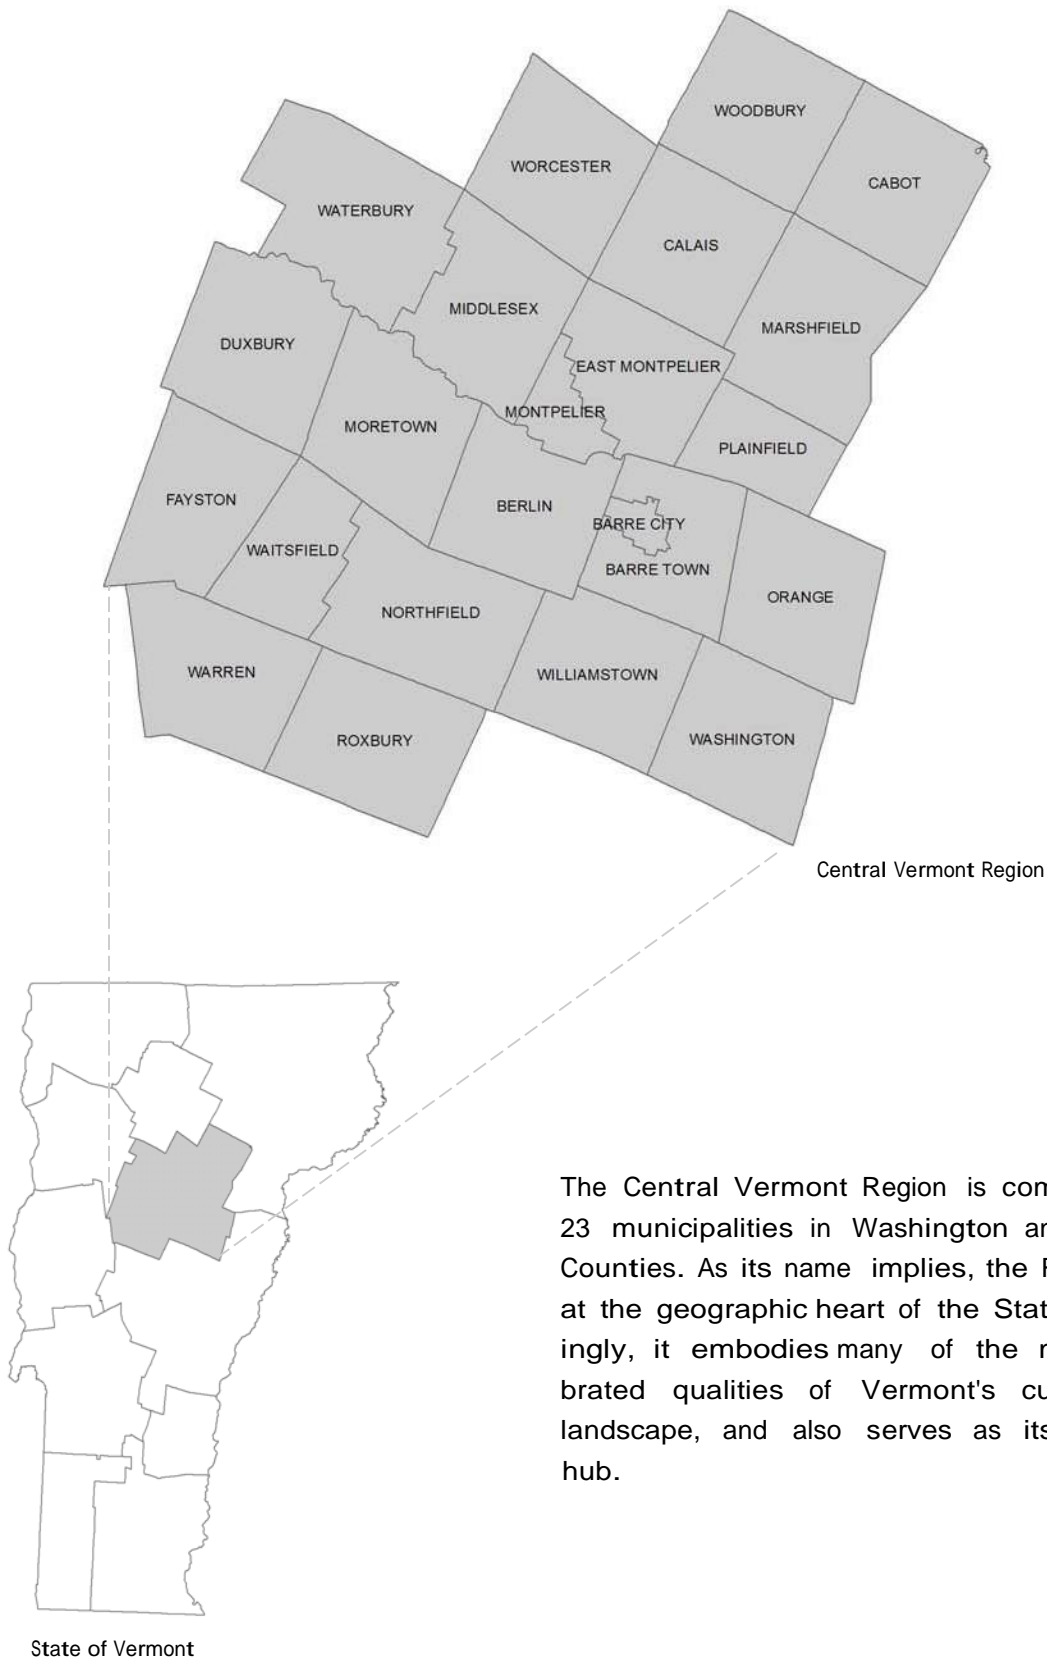 WOODBURY
WORCESTER
CABOT
WATERBURY
CALAIS
MIDDLESEX
MARSHFIELD
DUXBURY
EAST MONTPELIER
MONTPELIER
MORETOWN
PLAINFIELD
FAYSTON
BERLIN
BARRE CITY
WAITSFIELD
BARRE TOWN
ORANGE
NORTHFIELD
WARREN
WILLIAMSTOWN
ROXBURY
WASHINGTON
Central Vermont Region
The Central Vermont Region is com
23 municipalities in Washington an
Counties. As its name implies, the R
at the geographic heart of the Stat
ingly, it embodies many of the
brated qualities of Vermont's cu
landscape, and also serves as its
hub.
State of Vermont